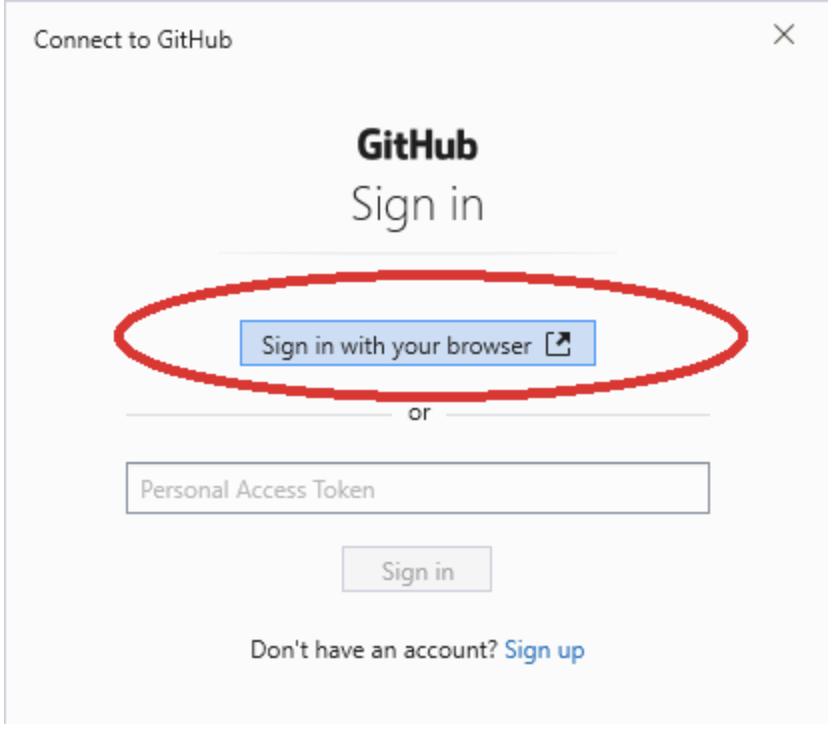 Connect to GitHub
GitHub
Sign in
Sign in with your browser
or
Personal Access Token
Sign in
Don't have an account? Sign up